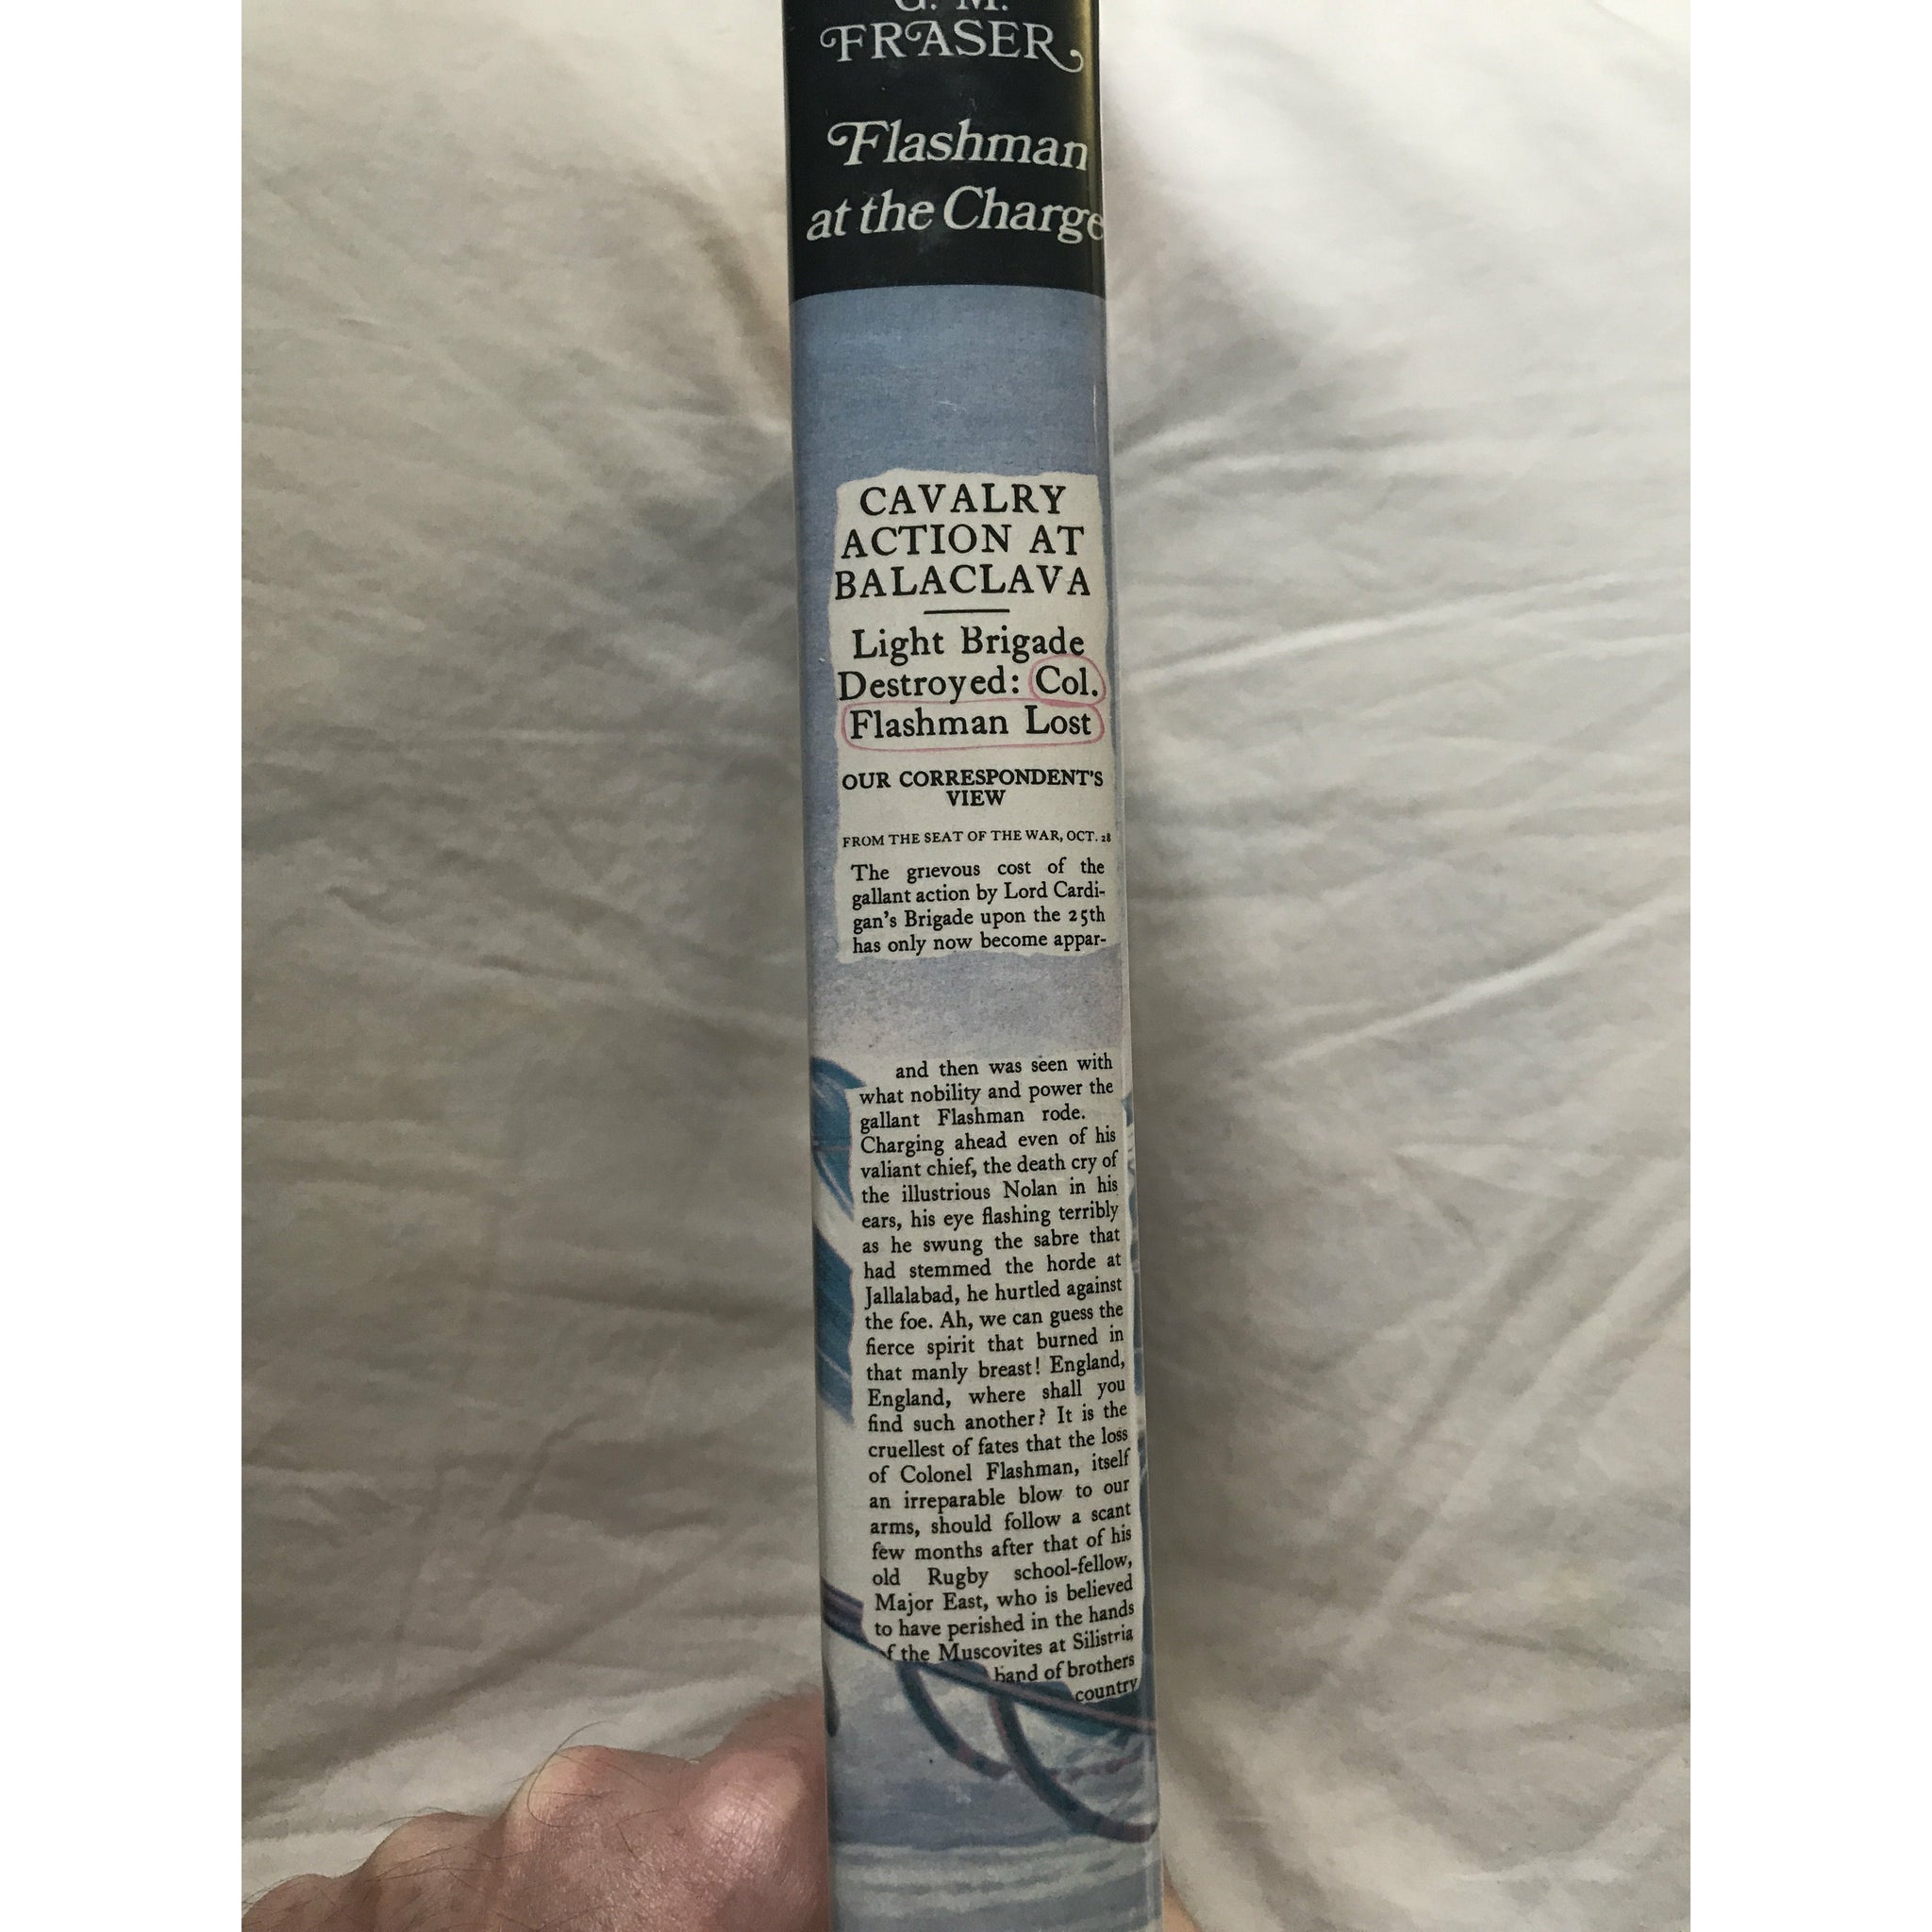 G. M.
FRASER
Flashman
at the Charge
CAVALRY
ACTION AT
BALACLAVA
Light Brigade
Destroyed: Col.
Flashman Lost
OUR CORRESPONDENT'S
VIEW
FROM THE SEAT OF THE WAR, OCT. 28
The grievous cost of the
gallant action by Lord Cardi-
gan's Brigade upon the 25th
has only now become appar-
and then was seen with
what nobility and power the
gallant Flashman rode.
Charging ahead even of his
valiant chief, the death cry of
the illustrious Nolan in his
ears, his eye flashing terribly
as he swung the sabre that
had stemmed the horde at
Jallalabad, he hurtled against
the foe. Ah, we can guess the
fierce spirit that burned in
that manly breast! England,
England, where shall you
find such another? It is the
cruellest of fates that the loss
of Colonel Flashman, itself
an irreparable blow to our
arms, should follow a scant
few months after that of his
old Rugby school-fellow,
Major East, who is believed
to have perished in the hands
of the Muscovites at Silistria
band of brothers
country